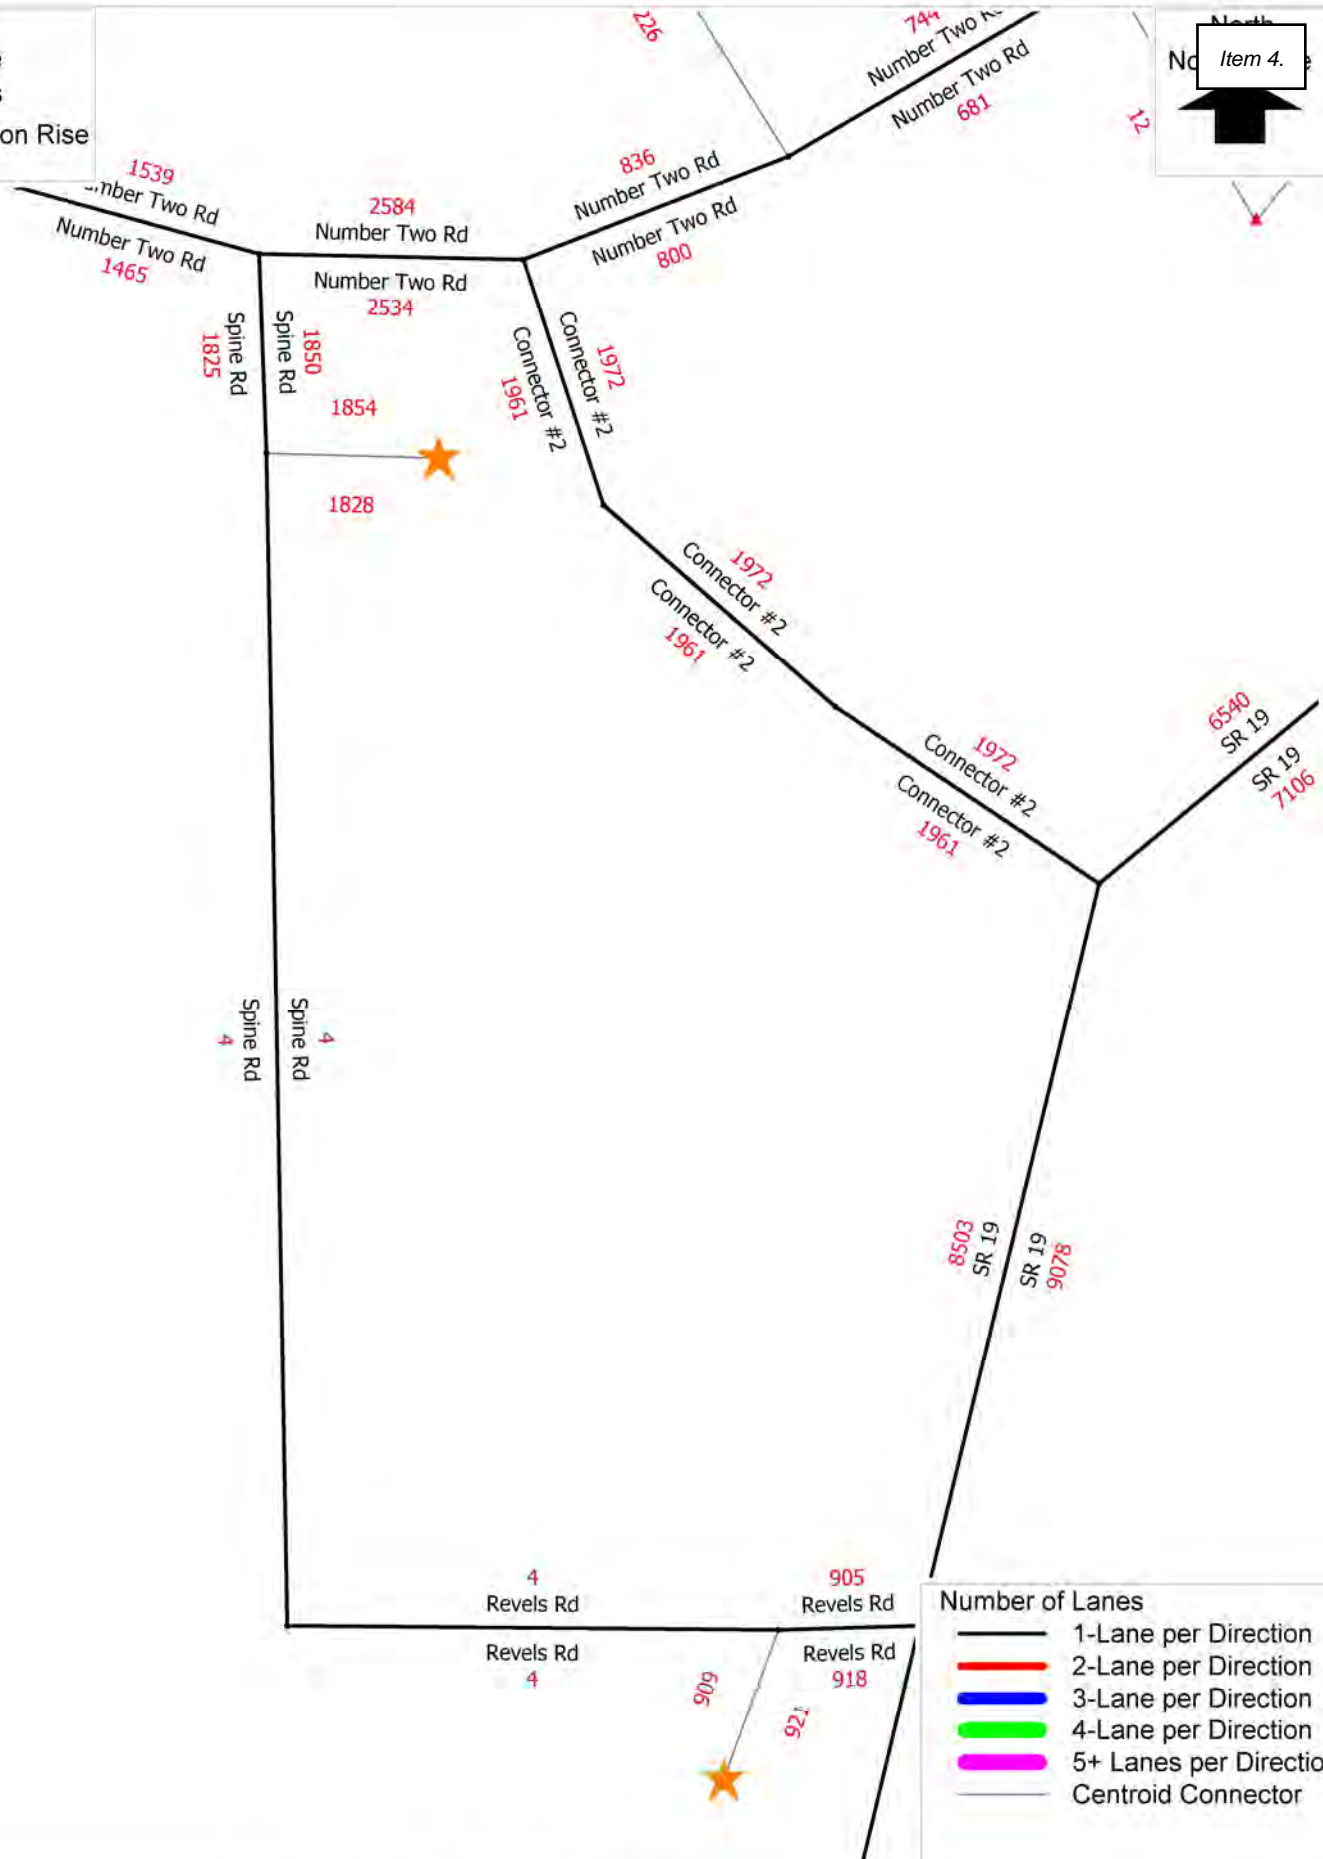 on Rise
Item 4.
226
744
Number Two Rd
681
12
1539
Number Two Rd
1465
2584
Number Two Rd
Number Two Rd
2534
836
Number Two Rd
Number Two Rd
800
Spine Rd
1825
Spine Rd
1850
1854
1828
Connector #2
1961
Connector #2
1972
1972
Connector #2
Connector #2
1961
1972
Connector #2
Connector #2
1961
6540
SR 19
SR 19
7106
Spine Rd
4
Spine Rd
4
8503
SR 19
SR 19
9078
4
Revels Rd
Revels Rd
4
905
Revels Rd
Revels Rd
918
909
921
Number of Lanes
1-Lane per Direction
2-Lane per Direction
3-Lane per Direction
4-Lane per Direction
5+ Lanes per Directio
Centroid Connector